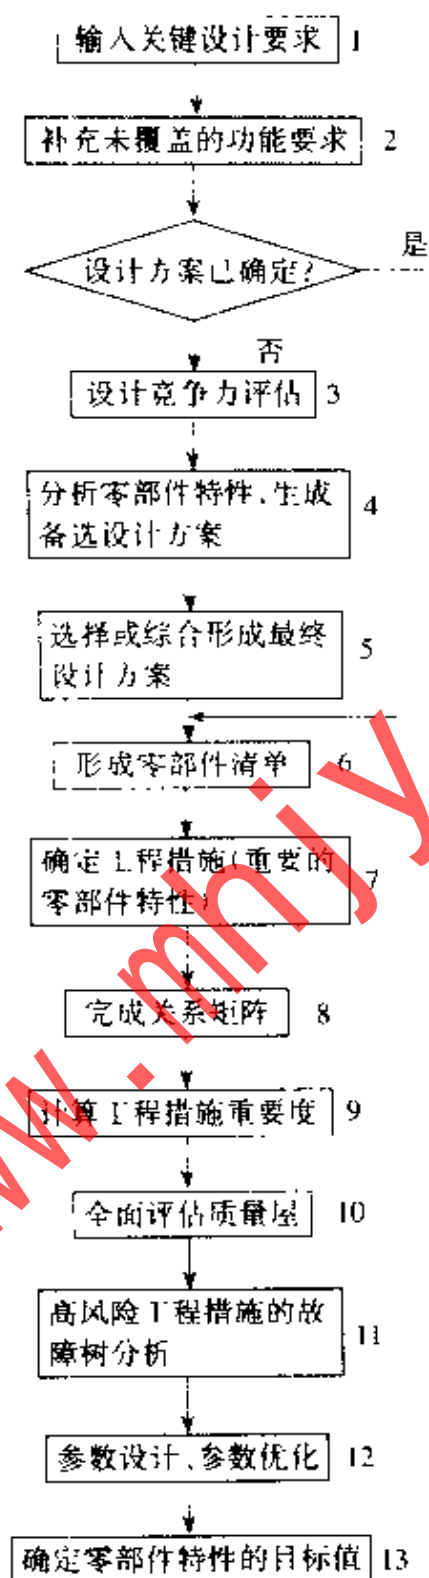 输入关键设计要求 1
补充未覆盖的功能要求 2
设计方案已确定?
是
否
设计竞争力评估 3
分析零部件特性、生成
备选设计方案
4
选择或综合形成最终
设计方案
5
形成零部件清单 6
确定工程措施(重要的
零部件特性)
7
完成关系矩阵 8
计算工程措施重要度 9
全面评估质量屋 10
高风险工程措施的故
障树分析
11
参数设计、参数优化 12
确定零部件特性的目标值 13
w.mhjy